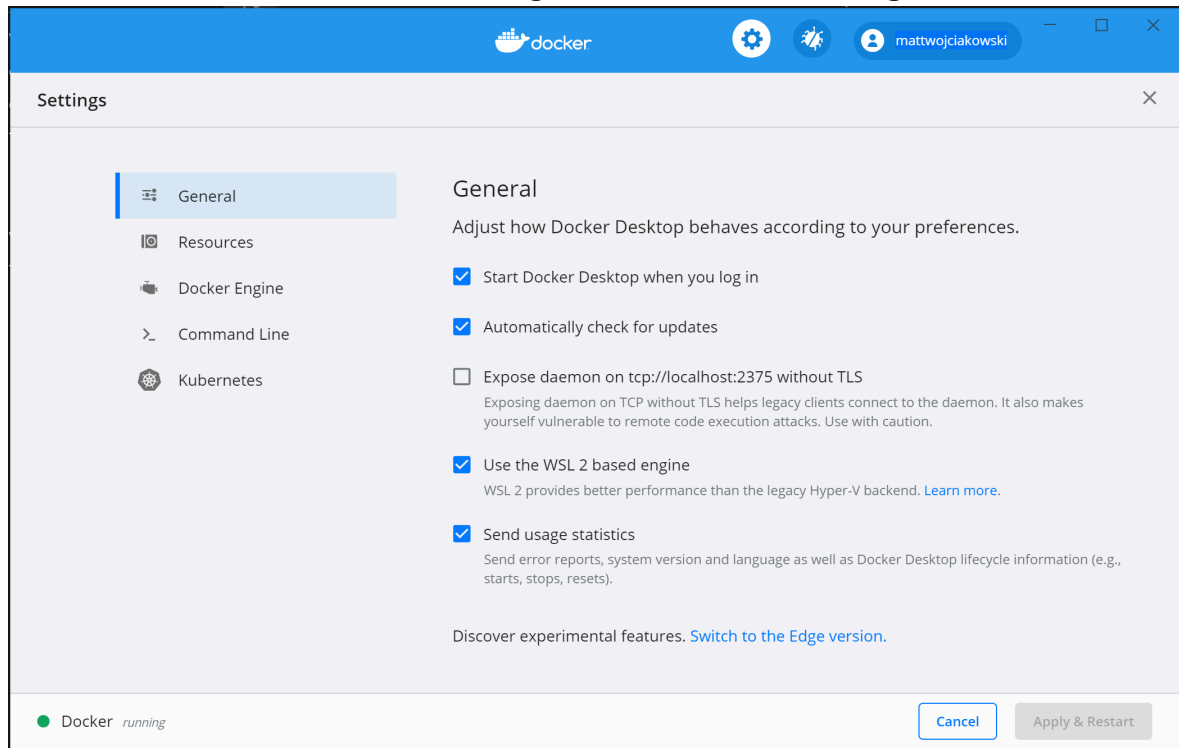 docker
mattwojciakowski
Settings
General
Resources
Docker Engine
Command Line
Kubernetes
General
Adjust how Docker Desktop behaves according to your preferences.
Start Docker Desktop when you log in
Automatically check for updates
Expose daemon on tcp://localhost:2375 without TLS
Exposing daemon on TCP without TLS helps legacy clients connect to the daemon. It also makes
yourself vulnerable to remote code execution attacks. Use with caution.
Use the WSL 2 based engine
WSL 2 provides better performance than the legacy Hyper-V backend. Learn more.
Send usage statistics
Send error reports, system version and language as well as Docker Desktop lifecycle information (e.g.,
starts, stops, resets).
Discover experimental features. Switch to the Edge version.
Docker running
Cancel
Apply & Restart